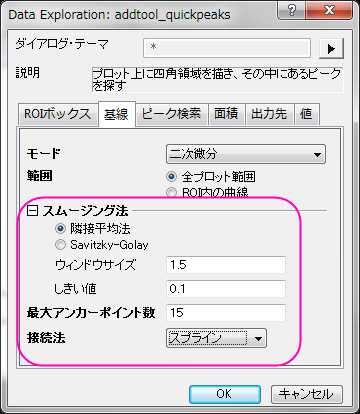 Data Exploration: addtool_quickpeaks
ダイアログ・テーマ
*
説明
プロット上に四角領域を描き、その中にあるピーク
を探す
ROIボックス 基線 ピーク検索 面積 出力先 値
モード 二次微分
範囲 全プロット範囲
ROI内の曲線
スムージング法
隣接平均法
Savitzky-Golay
ウィンドウサイズ 1.5
しきい値 0.1
最大アンカーポイント数 15
接続法 スプライン
OK キャンセル